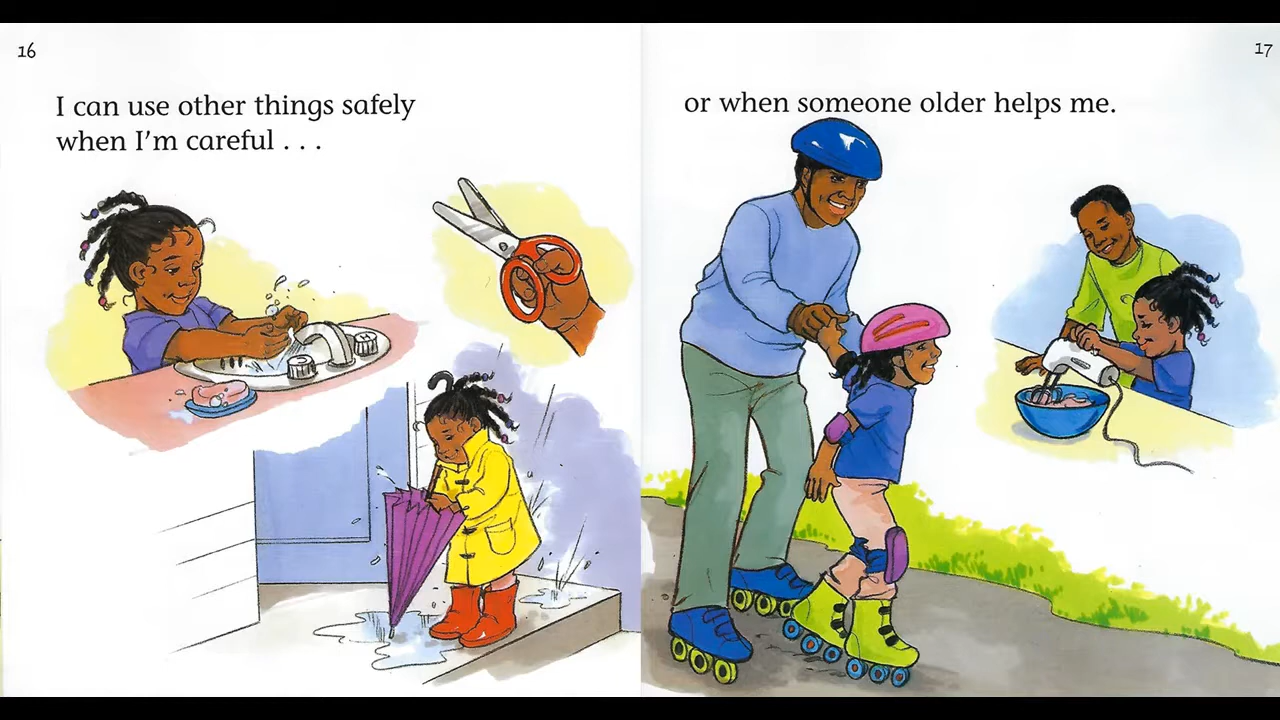 16
I can use other things safely
when I'm careful . . .
17
or when someone older helps me.